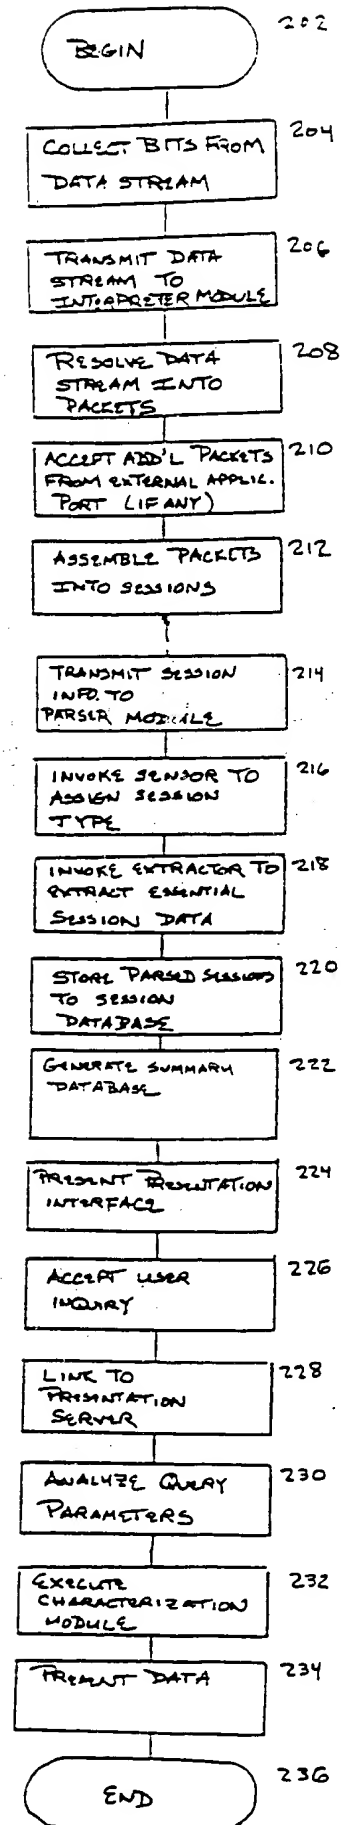 202
BEGIN
204
COLLECT BITS FROM
DATA STREAM
206
TRANSMIT DATA
STREAM TO
INTERPRETER MODULE
208
RESOLVE DATA
STREAM INTO
PACKETS
210
ACCEPT ADD'L PACKETS
FROM EXTERNAL APPLIC.
PORT (IF ANY)
212
ASSEMBLE PACKETS
INTO SESSIONS
214
TRANSMIT SESSION
INFO. TO
PARSER MODULE
216
INVOKE SENSOR TO
ASSIGN SESSION
TYPE
218
INVOKE EXTRACTOR TO
EXTRACT ESSENTIAL
SESSION DATA
220
STORE PARSED SESSIONS
TO SESSION
DATABASE
222
GENERATE SUMMARY
DATABASE
224
PRESENT PRESENTATION
INTERFACE
226
ACCEPT USER
INQUIRY
228
LINK TO
PRESENTATION
SERVER
230
ANALYZE QUERY
PARAMETERS
232
EXECUTE
CHARACTERIZATION
MODULE
234
PRESENT DATA
236
END